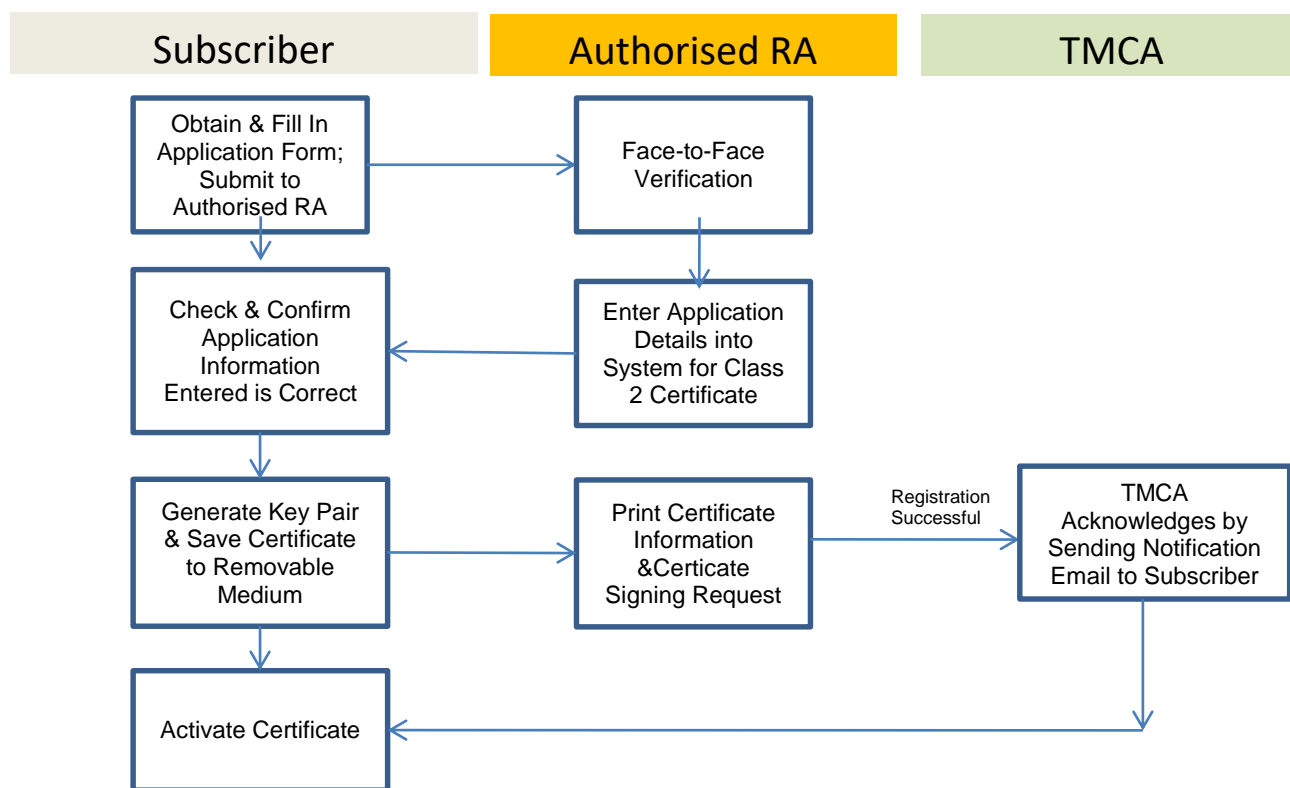 Subscriber
Authorised RA
TMCA
Obtain & Fill In
Application Form;
Submit to
Authorised RA
Face-to-Face
Verification
Check & Confirm
Application
Information
Entered is Correct
Enter Application
Details into
System for Class
2 Certificate
Generate Key Pair
& Save Certificate
to Removable
Medium
Print Certificate
Information
&Certicate
Signing Request
Registration
Successful
TMCA
Acknowledges by
Sending Notification
Email to Subscriber
Activate Certificate